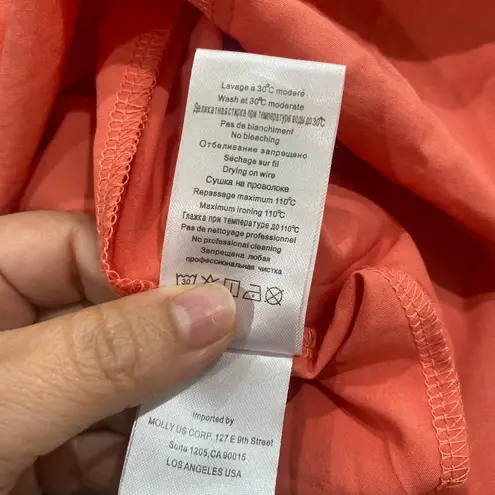 Lavage à 30°C modéré
Wash at 30°C moderate
Деликатная стирка при температуре воды до 30°C
Pas de blanchiment
No bleaching
Отбеливание запрещено
Séchage sur fil
Drying on wire
Сушка на проволока
Repassage maximum 110°C
Maximum ironing 110°C
Глажка при температуре до 110°C
Pas de nettoyage professionnel
No professional cleaning
Запрещена любая
профессиональная чистка
30
Imported by
MOLLY US CORP. 127 E 9th Street
Suite 1205,CA 90015
LOS ANGELES USA